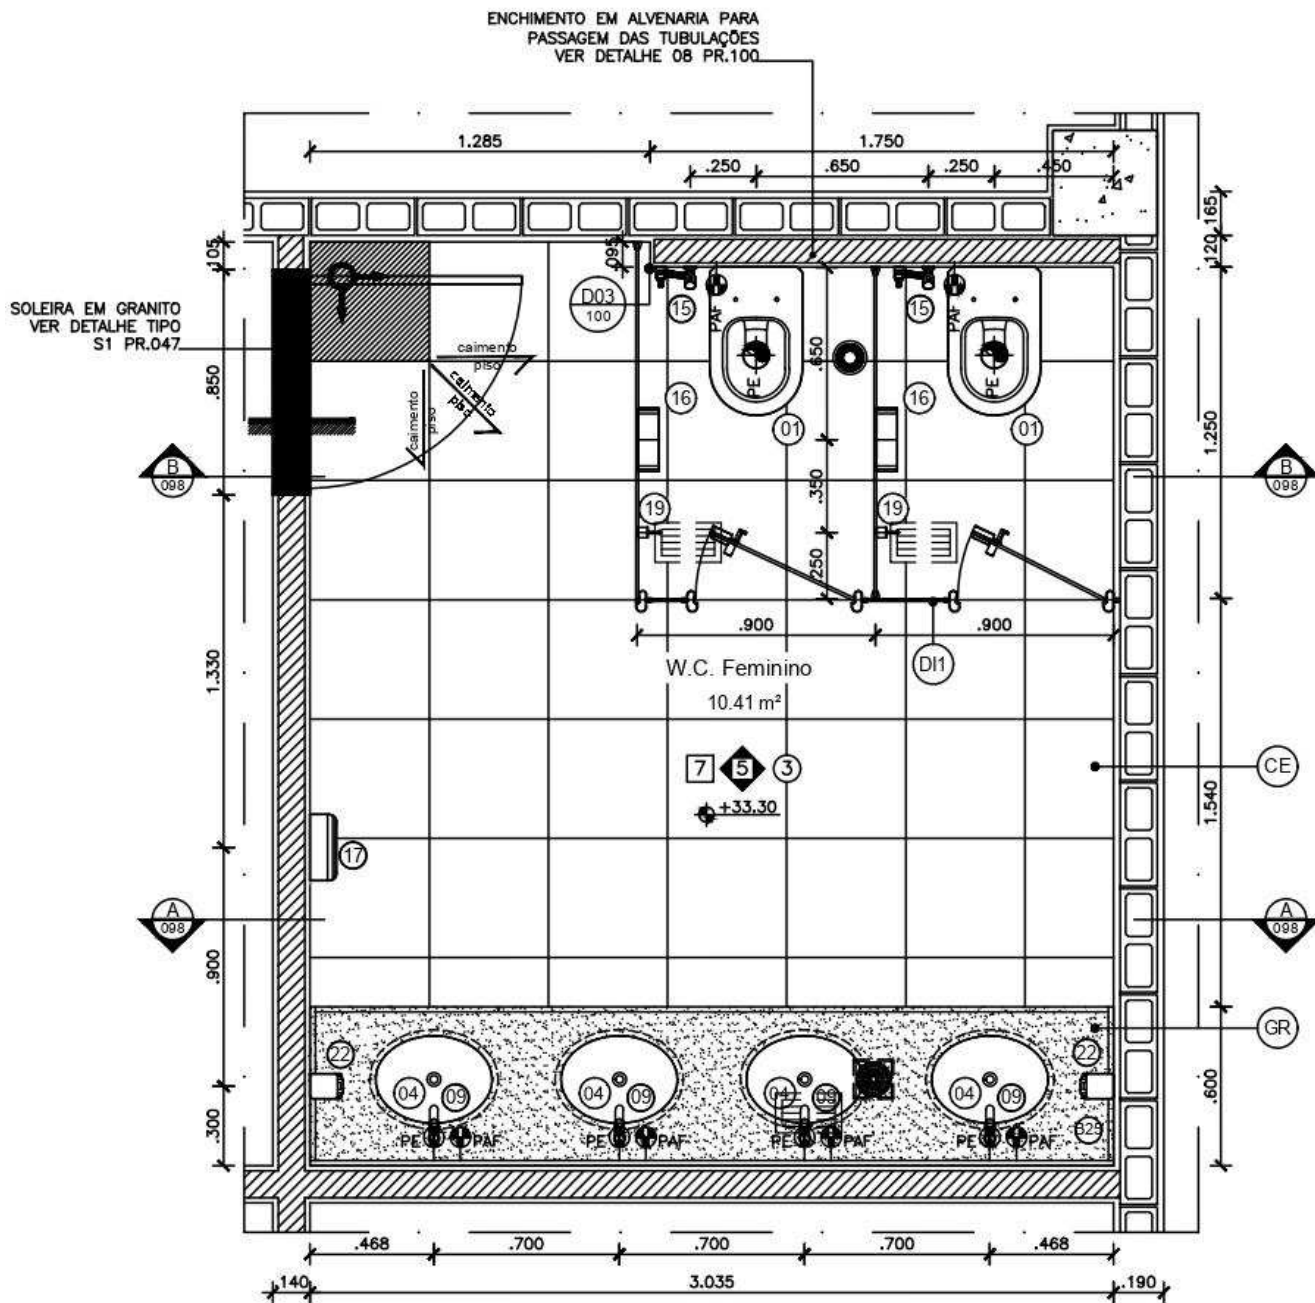 ENCHIMENTO EM ALVENARIA PARA
PASSAGEM DAS TUBULAÇÕES
VER DETALHE 08 PR.100
1.285
1.750
.250
.650
.250
.450
.165
.120
.105
.095
SOLEIRA EM GRANITO
VER DETALHE TIPO
S1 PR.047
D03
100
15
PAF
15
PAF
caimento
piso
caimento
piso
caimento
piso
.850
.650
PE
PE
16
16
01
01
1.250
B
098
B
098
.350
19
19
.250
.900
.900
W.C. Feminino
10.41 m²
DI1
1.330
7
5
3
+33.30
CE
1.540
17
A
098
A
098
.900
GR
22
22
04
09
04
09
04
09
04
09
.600
.300
B29
PE
PAF
PE
PAF
PE
PAF
PE
PAF
.468
.700
.700
.700
.468
.140
3.035
.190